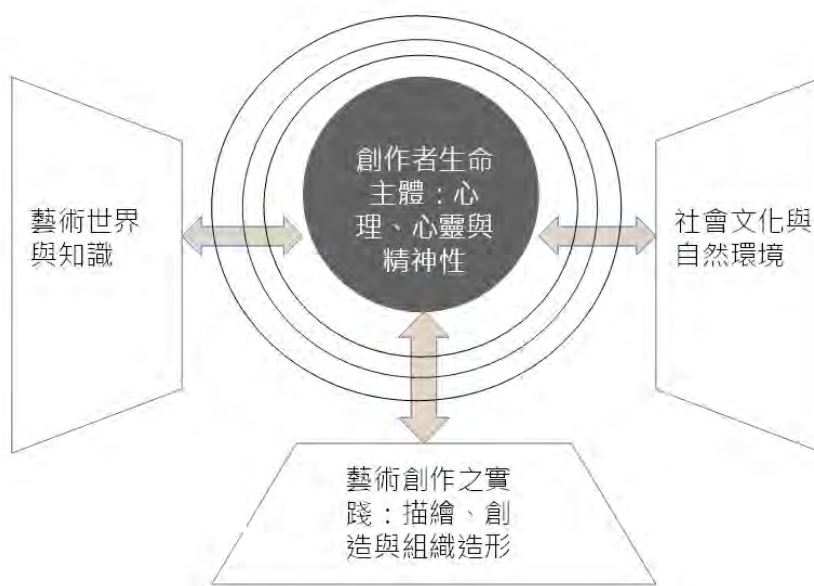 創作者生命
主體：心
理、心靈與
精神性
藝術世界
與知識
社會文化與
自然環境
藝術創作之實
踐：描繪、創
造與組織造形